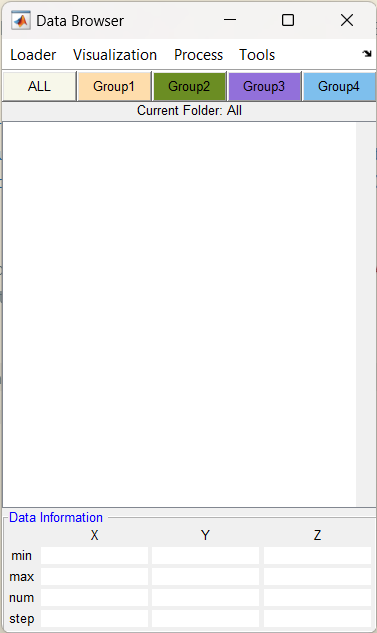 Data Browser
Loader Visualization Process Tools
ALL Group1 Group2 Group3 Group4
Current Folder: All
Data Information
X Y Z
min
max
num
step